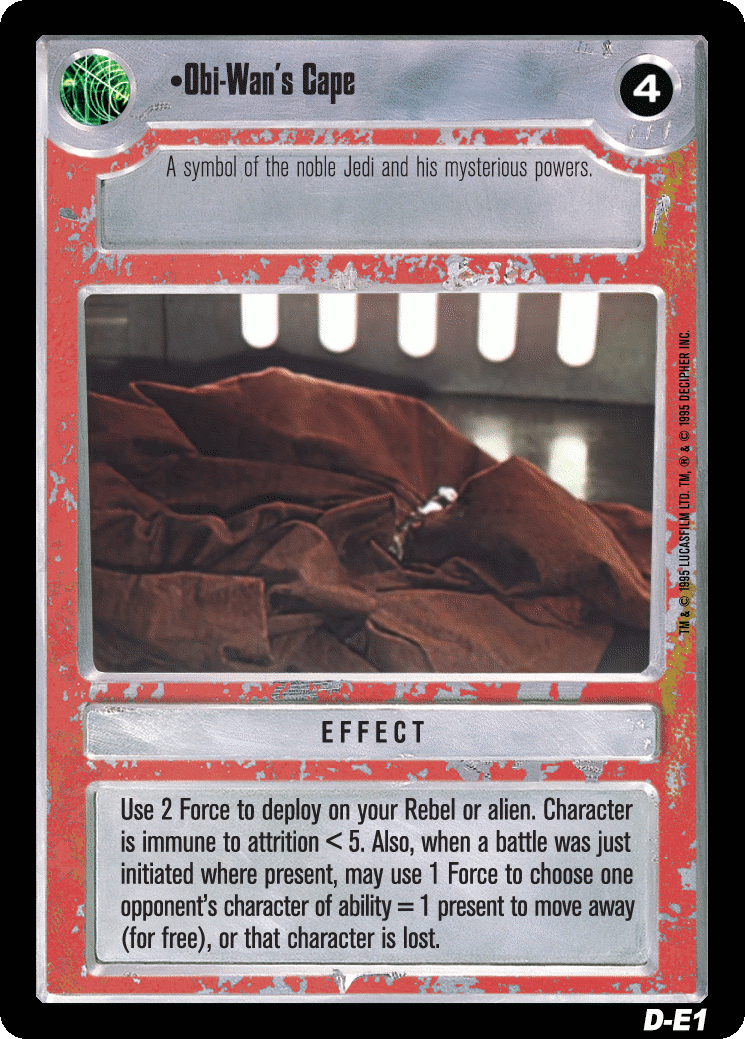 •Obi-Wan's Cape
4
A symbol of the noble Jedi and his mysterious powers.
TM & © 1995 LUCASFILM LTD. TM, ® & © 1995 DECIPHER INC.
EFFECT
Use 2 Force to deploy on your Rebel or alien. Character
is immune to attrition < 5. Also, when a battle was just
initiated where present, may use 1 Force to choose one
opponent's character of ability = 1 present to move away
(for free), or that character is lost.
D-E1